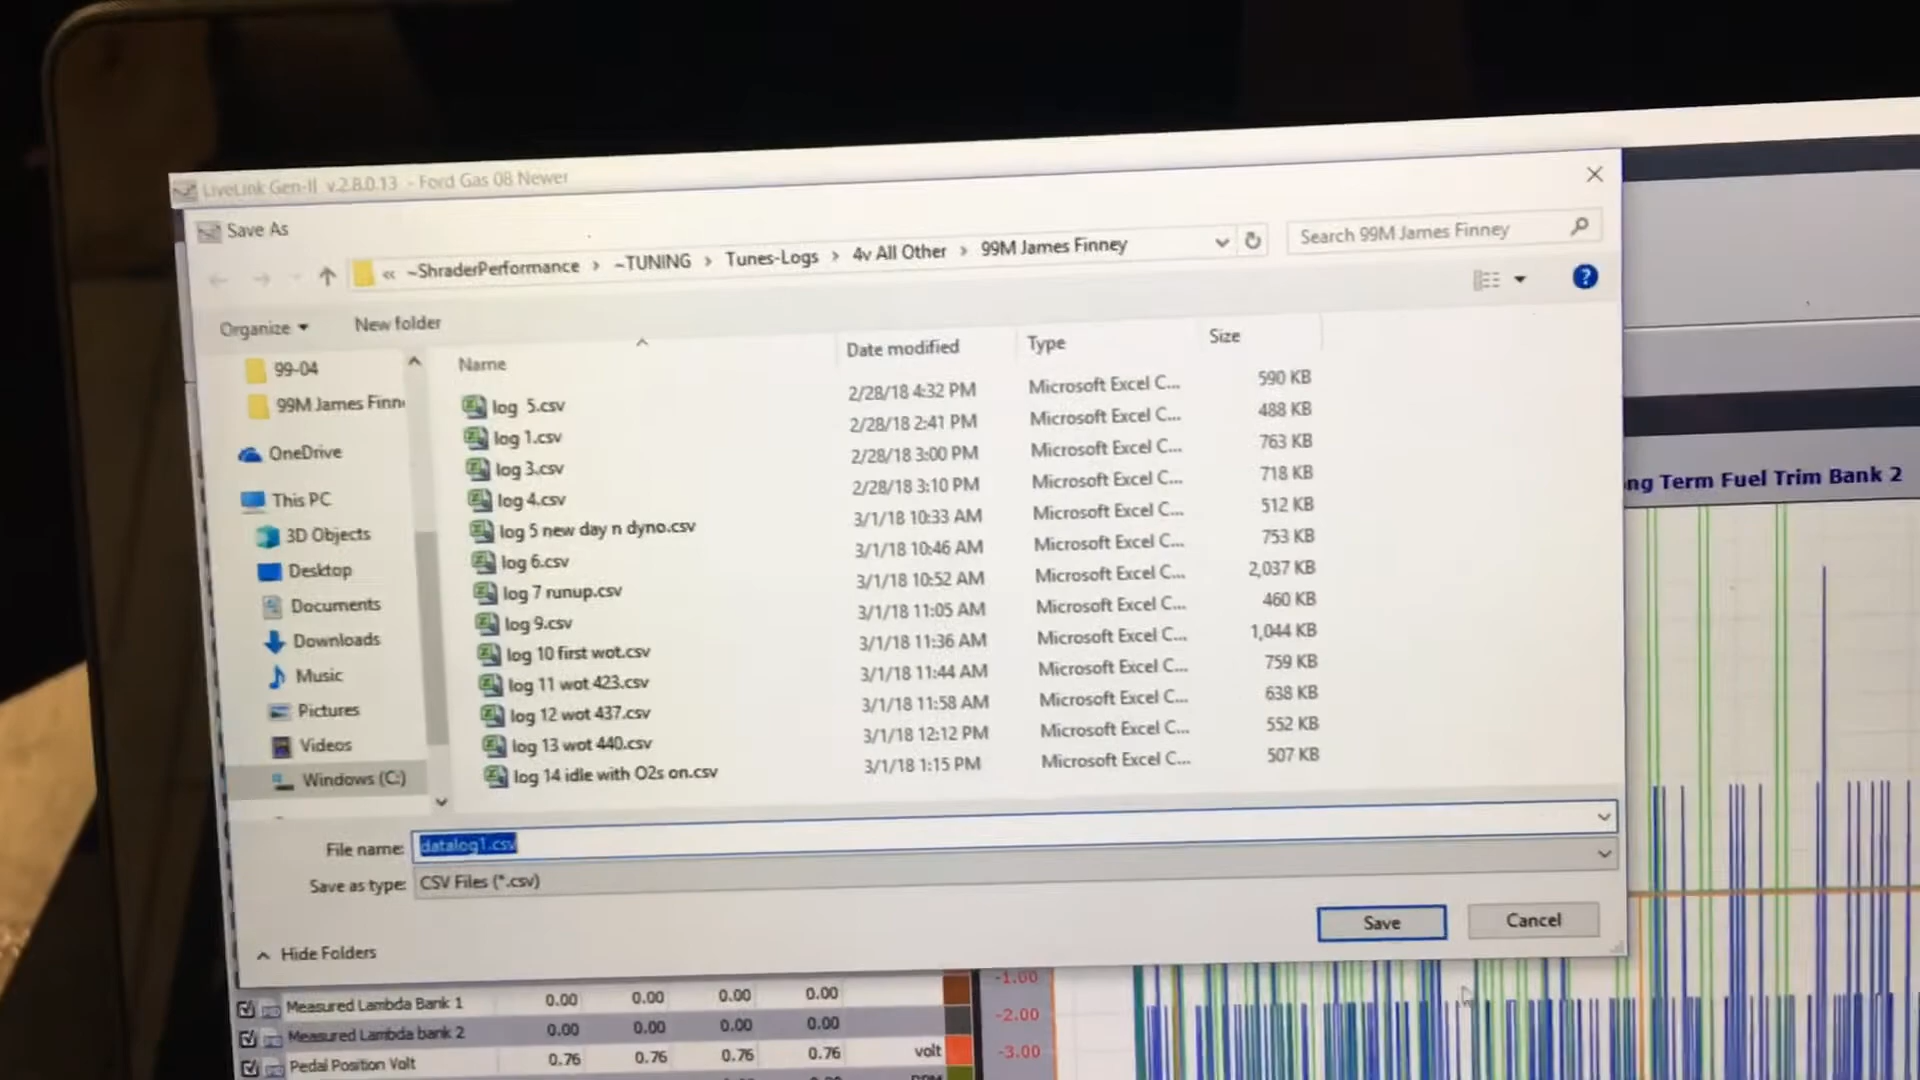 LiveLink Gen-II v.2.8.0.13 - Ford Gas 08 Newer
Save As
« ~ShraderPerformance › ~TUNING › Tunes-Logs › 4v All Other › 99M James Finney
Search 99M James Finney
Organize
New folder
Name Date modified Type Size
99-04
99M James Finn
OneDrive
This PC
3D Objects
Desktop
Documents
Downloads
Music
Pictures
Videos
Windows (C:)
log 5.csv 2/28/18 4:32 PM Microsoft Excel C... 590 KB
log 1.csv 2/28/18 2:41 PM Microsoft Excel C... 488 KB
log 3.csv 2/28/18 3:00 PM Microsoft Excel C... 763 KB
log 4.csv 2/28/18 3:10 PM Microsoft Excel C... 718 KB
log 5 new day n dyno.csv 3/1/18 10:33 AM Microsoft Excel C... 512 KB
log 6.csv 3/1/18 10:46 AM Microsoft Excel C... 753 KB
log 7 runup.csv 3/1/18 10:52 AM Microsoft Excel C... 2,037 KB
log 9.csv 3/1/18 11:05 AM Microsoft Excel C... 460 KB
log 10 first wot.csv 3/1/18 11:36 AM Microsoft Excel C... 1,044 KB
log 11 wot 423.csv 3/1/18 11:44 AM Microsoft Excel C... 759 KB
log 12 wot 437.csv 3/1/18 11:58 AM Microsoft Excel C... 638 KB
log 13 wot 440.csv 3/1/18 12:12 PM Microsoft Excel C... 552 KB
log 14 idle with O2s on.csv 3/1/18 1:15 PM Microsoft Excel C... 507 KB
File name: datalog1.csv
Save as type: CSV Files (*.csv)
Save
Cancel
Hide Folders
ng Term Fuel Trim Bank 2
Measured Lambda Bank 1 0.00 0.00 0.00 0.00
Measured Lambda bank 2 0.00 0.00 0.00 0.00
Pedal Position Volt 0.76 0.76 0.76 0.76 volt
-1.00
-2.00
-3.00